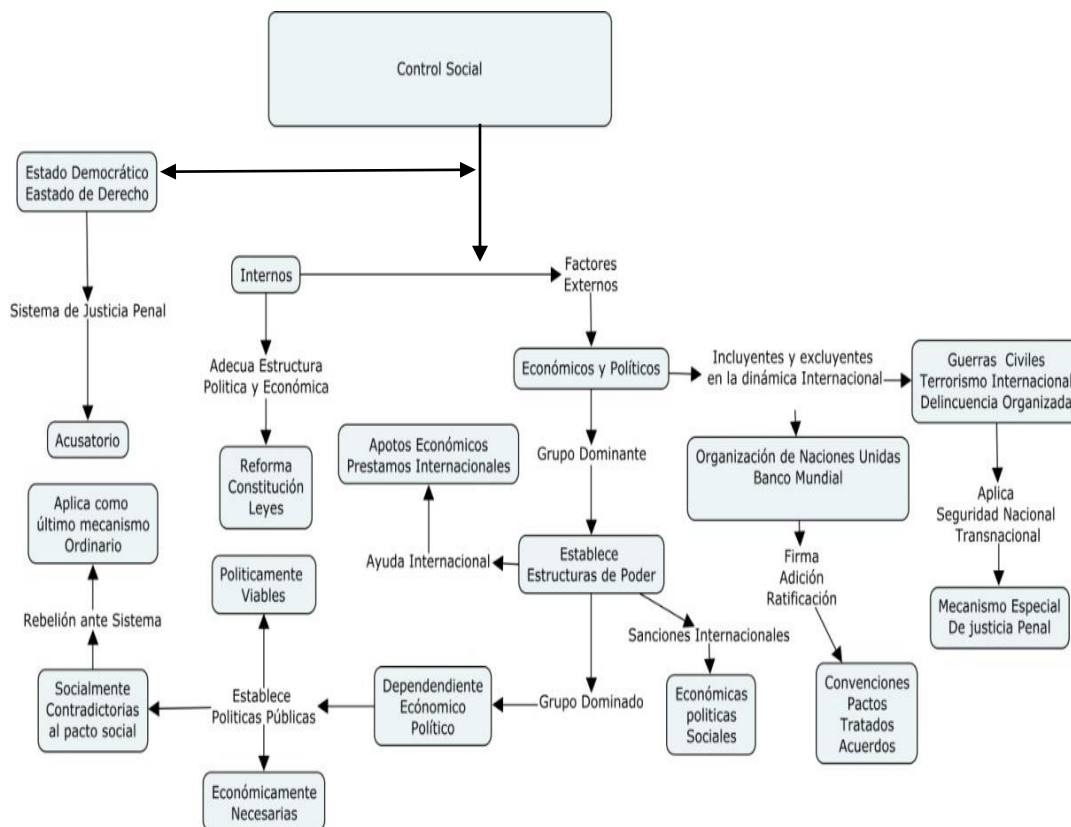 Control Social
Estado Democrático
Eastado de Derecho
Sistema de Justicia Penal
Acusatorio
Internos
Factores
Externos
Adecua Estructura
Politica y Económica
Reforma
Constitución
Leyes
Económicos y Políticos
Incluyentes y excluyentes
en la dinámica Internacional
Guerras Civiles
Terrorismo Internacional
Delincuencia Organizada
Grupo Dominante
Organización de Naciones Unidas
Banco Mundial
Aplica
Seguridad Nacional
Transnacional
Mecanismo Especial
De justicia Penal
Firma
Adición
Ratificación
Convenciones
Pactos
Tratados
Acuerdos
Establece
Estructuras de Poder
Ayuda Internacional
Apotos Económicos
Prestamos Internacionales
Sanciones Internacionales
Económicas
politicas
Sociales
Grupo Dominado
Dependendiente
Ecónomico
Político
Establece
Politicas Públicas
Politicamente
Viables
Económicamente
Necesarias
Socialmente
Contradictorias
al pacto social
Rebelión ante Sistema
Aplica como
último mecanismo
Ordinario